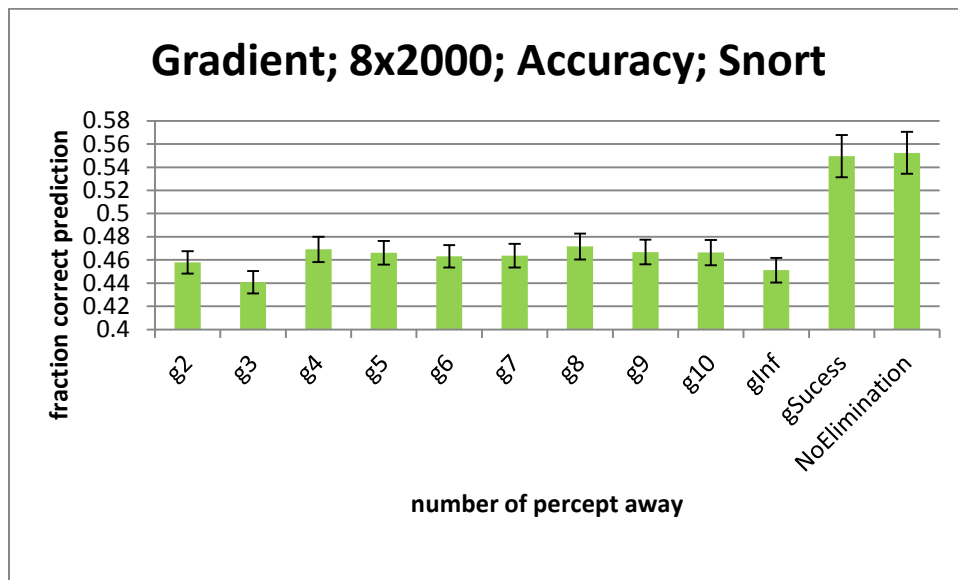 Gradient; 8x2000; Accuracy; Snort
fraction correct prediction
0.58
0.56
0.54
0.52
0.5
0.48
0.46
0.44
0.42
0.4
g2
g3
g4
g5
g6
g7
g8
g9
g10
gInf
gSucess
NoElimination
number of percept away